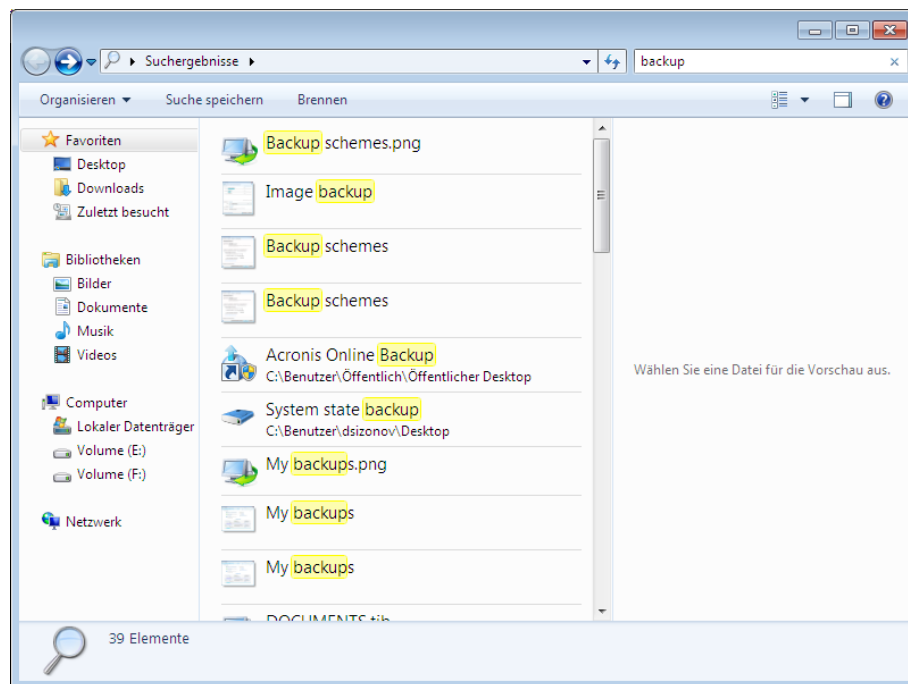 Suchergebnisse
backup
Organisieren
Suche speichern
Brennen
Favoriten
Desktop
Downloads
Zuletzt besucht
Bibliotheken
Bilder
Dokumente
Musik
Videos
Computer
Lokaler Datenträger
Volume (E:)
Volume (F:)
Netzwerk
Backup schemes.png
Image backup
Backup schemes
Backup schemes
Acronis Online Backup
C:\Benutzer\Öffentlich\Öffentlicher Desktop
System state backup
C:\Benutzer\dsizonov\Desktop
My backups.png
My backups
My backups
DOCUMENTS.tib
Wählen Sie eine Datei für die Vorschau aus.
39 Elemente